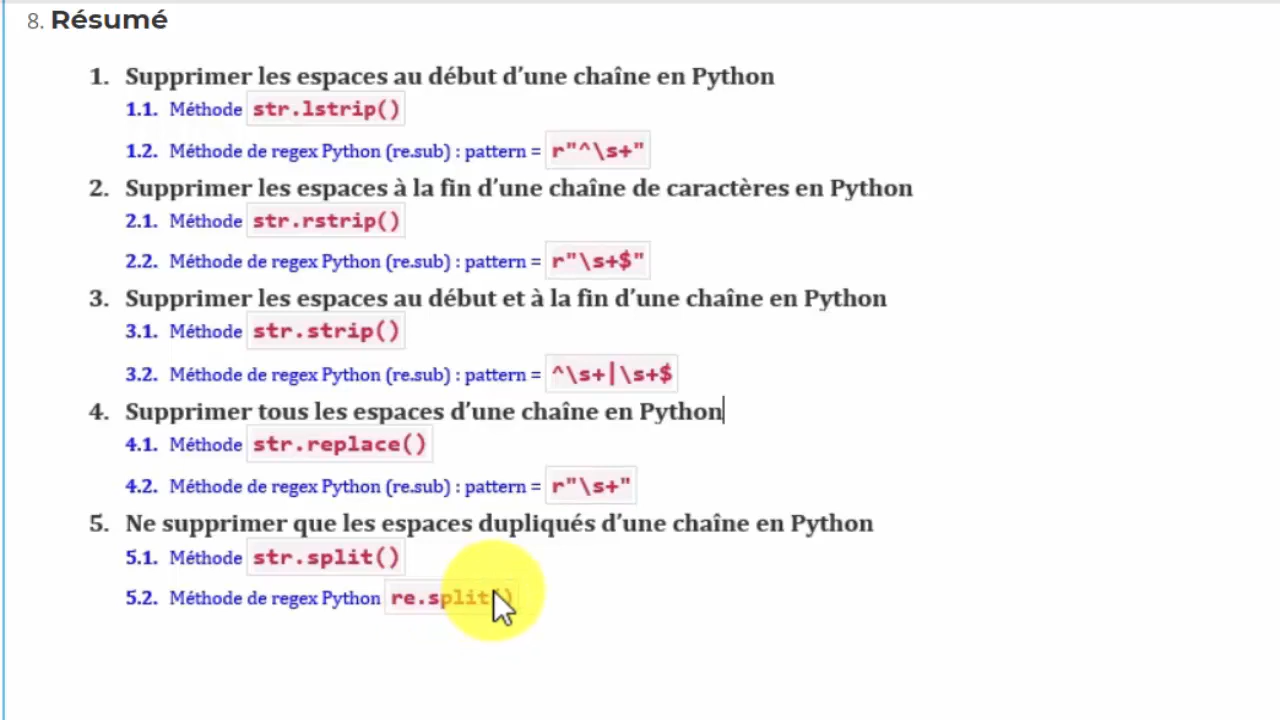 8. Résumé
1. Supprimer les espaces au début d’une chaîne en Python
1.1. Méthode str.lstrip()
1.2. Méthode de regex Python (re.sub) : pattern = r"^\s+"
2. Supprimer les espaces à la fin d’une chaîne de caractères en Python
2.1. Méthode str.rstrip()
2.2. Méthode de regex Python (re.sub) : pattern = r"\s+$"
3. Supprimer les espaces au début et à la fin d’une chaîne en Python
3.1. Méthode str.strip()
3.2. Méthode de regex Python (re.sub) : pattern = ^\s+|\s+$
4. Supprimer tous les espaces d’une chaîne en Python
4.1. Méthode str.replace()
4.2. Méthode de regex Python (re.sub) : pattern = r"\s+"
5. Ne supprimer que les espaces dupliqués d’une chaîne en Python
5.1. Méthode str.split()
5.2. Méthode de regex Python re.split()